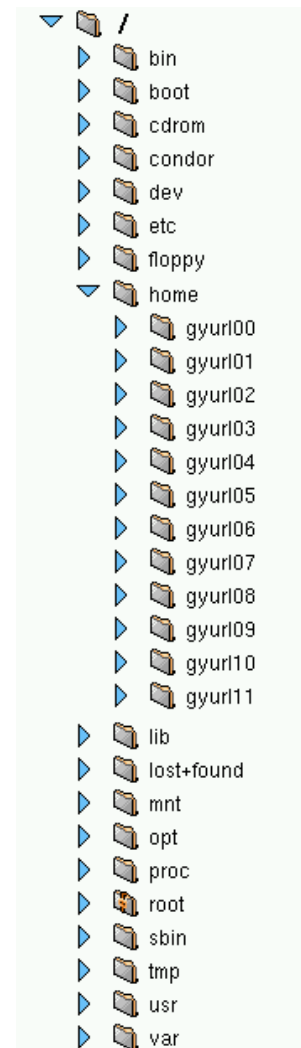 /
bin
boot
cdrom
condor
dev
etc
floppy
home
gyurl00
gyurl01
gyurl02
gyurl03
gyurl04
gyurl05
gyurl06
gyurl07
gyurl08
gyurl09
gyurl10
gyurl11
lib
lost+found
mnt
opt
proc
root
sbin
tmp
usr
var